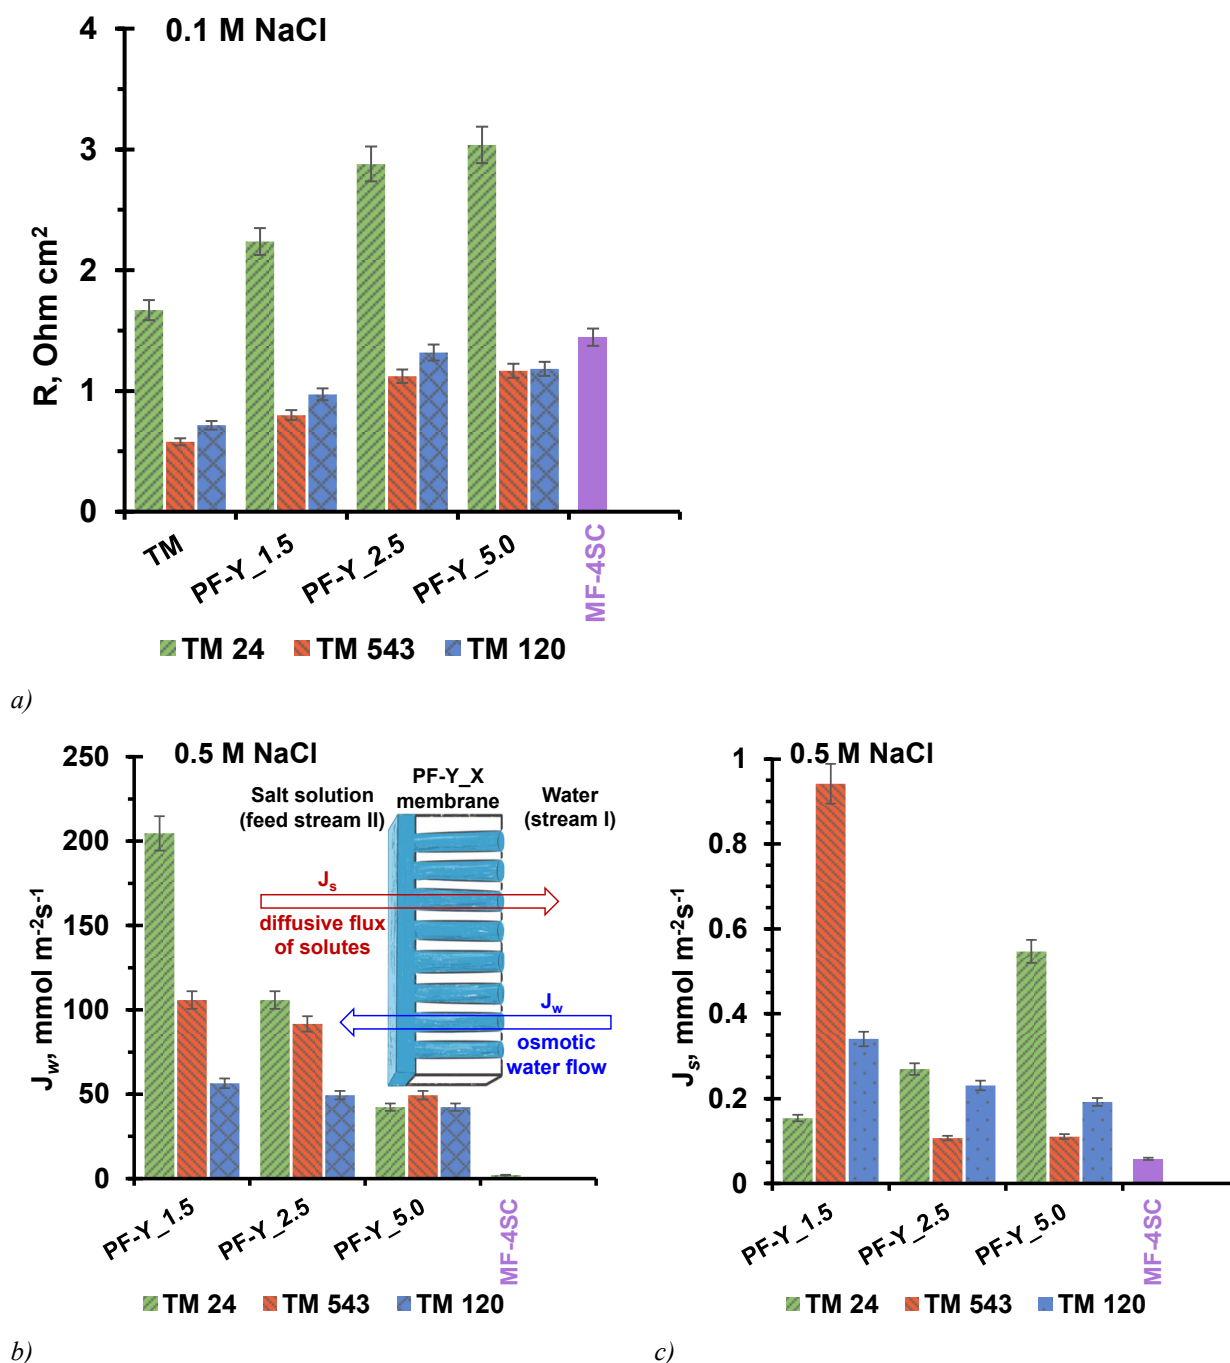 0.1 M NaCl
R, Ohm cm²
4
3
2
1
0
TM
PF-Y_1.5
PF-Y_2.5
PF-Y_5.0
MF-4SC
TM 24 TM 543 TM 120
a)
0.5 M NaCl
J_w, mmol m⁻²s⁻¹
250
200
150
100
50
0
Salt solution
(feed stream II)
PF-Y_X
membrane
Water
(stream I)
J_s
diffusive flux
of solutes
J_w
osmotic
water flow
PF-Y_1.5
PF-Y_2.5
PF-Y_5.0
MF-4SC
TM 24 TM 543 TM 120
b)
0.5 M NaCl
J_s, mmol m⁻²s⁻¹
1
0.8
0.6
0.4
0.2
0
PF-Y_1.5
PF-Y_2.5
PF-Y_5.0
MF-4SC
TM 24 TM 543 TM 120
c)